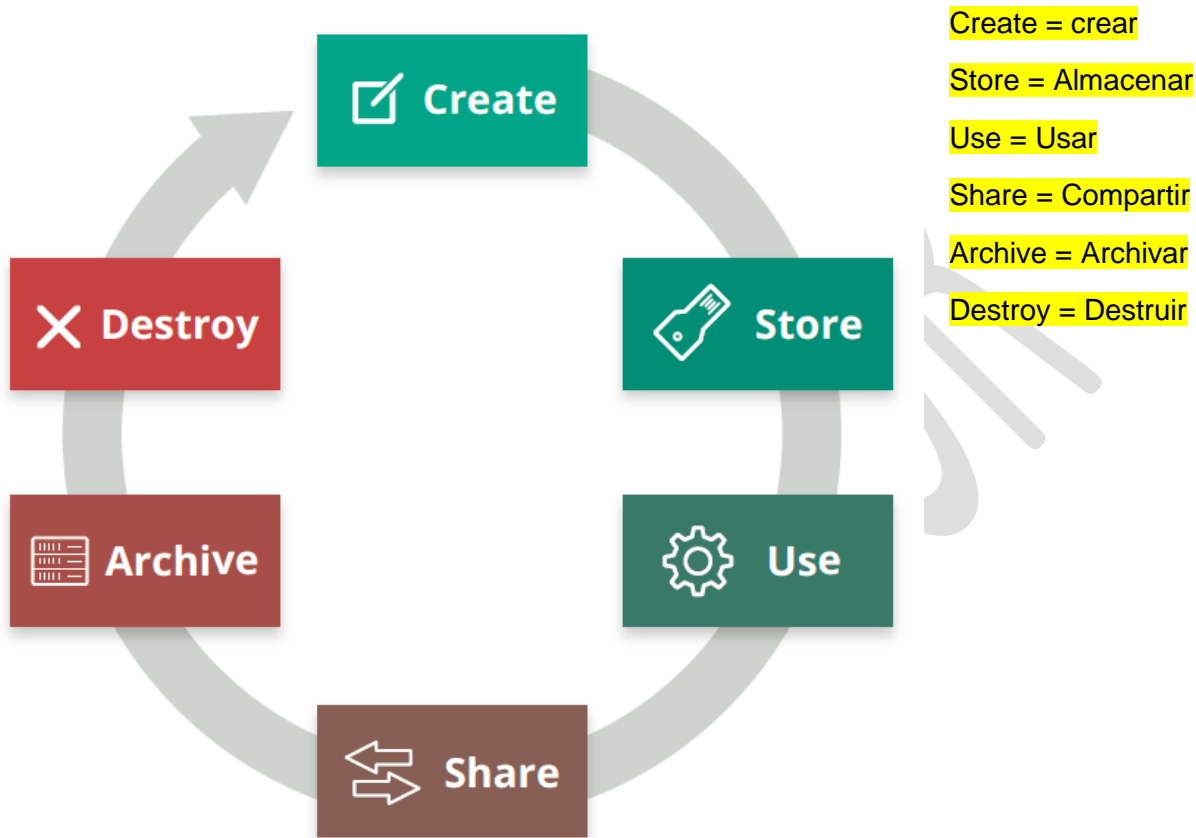 Create
Store
Use
Share
Archive
Destroy
Create = crear
Store = Almacenar
Use = Usar
Share = Compartir
Archive = Archivar
Destroy = Destruir